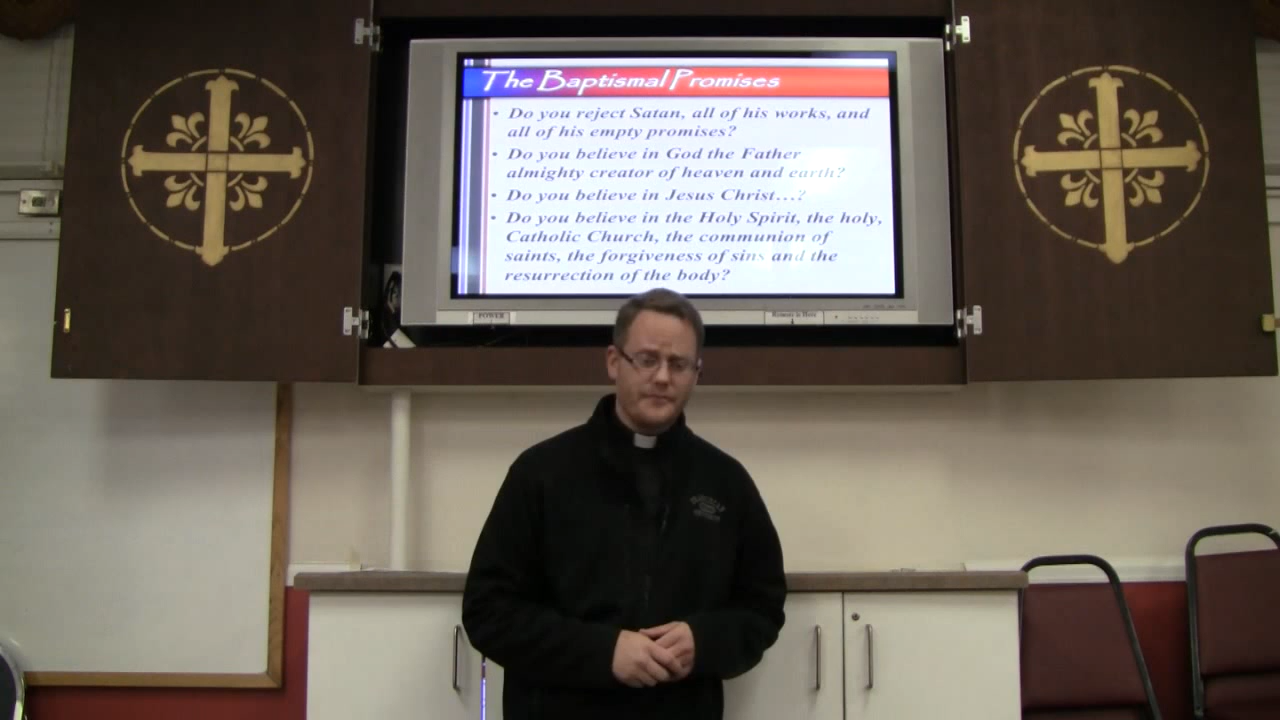 The Baptismal Promises
• Do you reject Satan, all of his works, and
all of his empty promises?
• Do you believe in God the Father
almighty creator of heaven and earth?
• Do you believe in Jesus Christ…?
• Do you believe in the Holy Spirit, the holy,
Catholic Church, the communion of
saints, the forgiveness of sins and the
resurrection of the body?
POWER